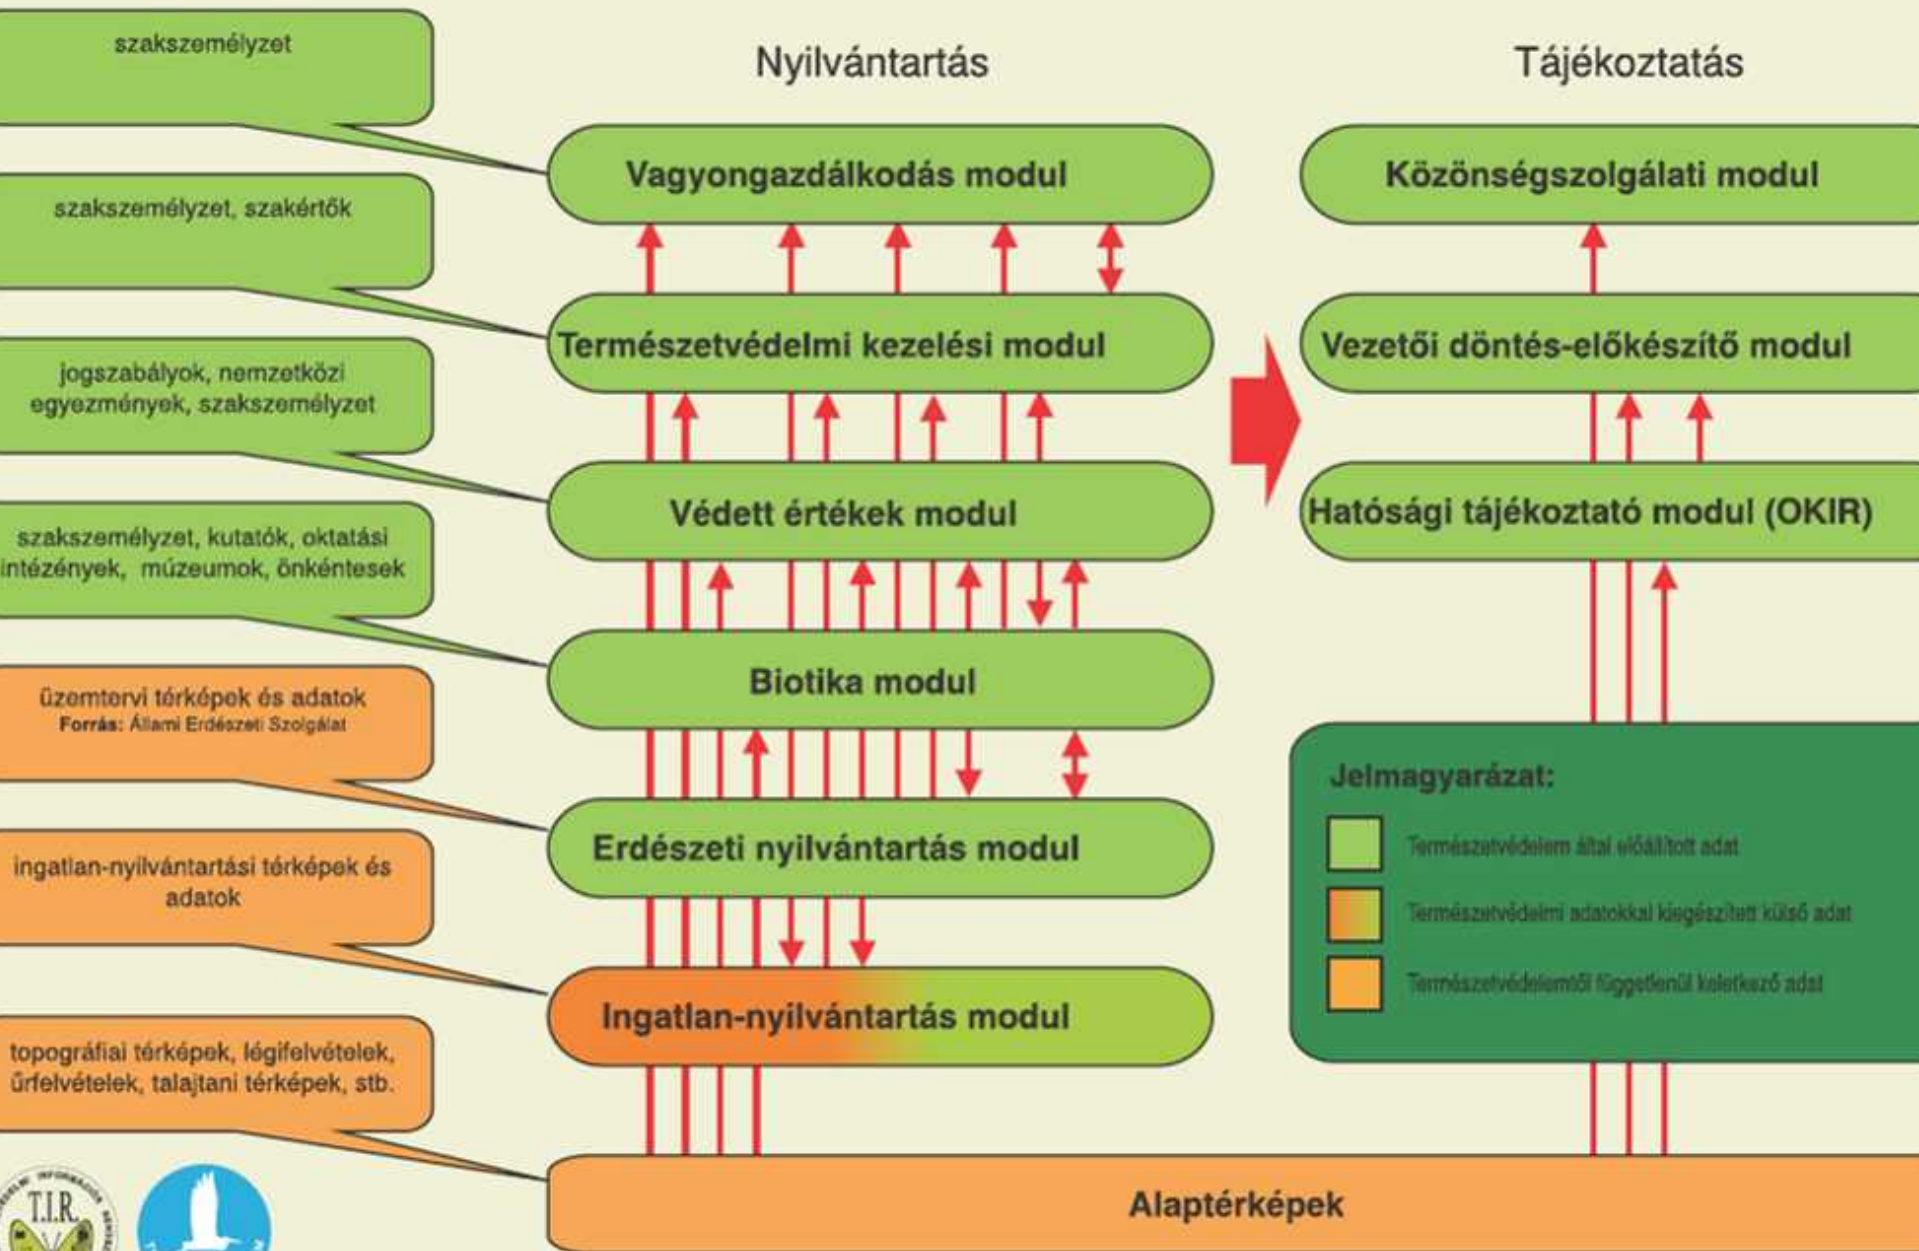 szakszemélyzet
Nyilvántartás
Tájékoztatás
Vagyongazdálkodás modul
Közönségszolgálati modul
szakszemélyzet, szakértők
Természetvédelmi kezelési modul
Vezetői döntés-előkészítő modul
jogszabályok, nemzetközi
egyezmények, szakszemélyzet
Védett értékek modul
Hatósági tájékoztató modul (OKIR)
szakszemélyzet, kutatók, oktatási
intézények, múzeumok, önkéntesek
Biotika modul
üzemtervi térképek és adatok
Forrás: Állami Erdészeti Szolgálat
Erdészeti nyilvántartás modul
ingatlan-nyilvántartási térképek és
adatok
Ingatlan-nyilvántartás modul
Jelmagyarázat:
Természetvédelem által előállított adat
Természetvédelmi adatokkal kiegészített külső adat
Természetvédelemtől függetlenül keletkező adat
topográfiai térképek, légifelvételek,
űrfelvételek, talajtani térképek, stb.
Alaptérképek
T.I.R.